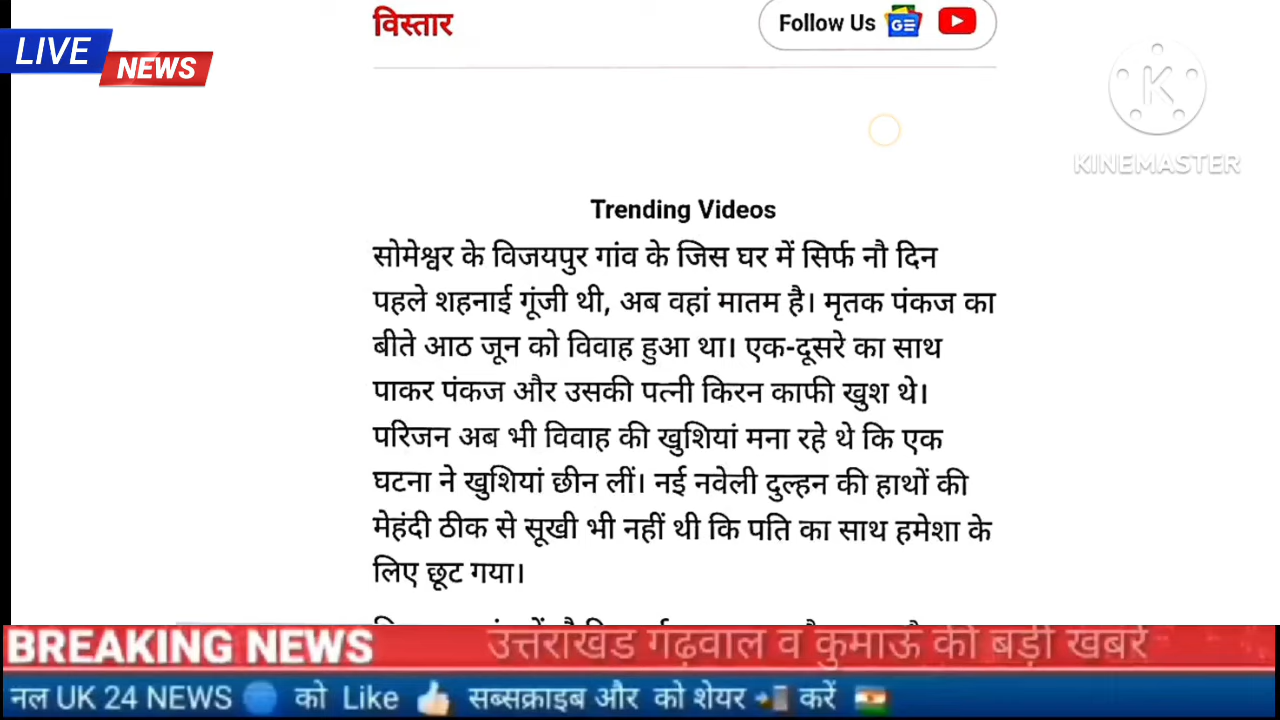 विस्तार
Follow Us
LIVE
NEWS
KINEMASTER
Trending Videos
सोमेश्वर के विजयपुर गांव के जिस घर में सिर्फ नौ दिन
पहले शहनाई गूंजी थी, अब वहां मातम है। मृतक पंकज का
बीते आठ जून को विवाह हुआ था। एक-दूसरे का साथ
पाकर पंकज और उसकी पत्नी किरन काफी खुश थे।
परिजन अब भी विवाह की खुशियां मना रहे थे कि एक
घटना ने खुशियां छीन लीं। नई नवेली दुल्हन की हाथों की
मेहंदी ठीक से सूखी भी नहीं थी कि पति का साथ हमेशा के
लिए छूट गया।
BREAKING NEWS
उत्तराखंड गढ़वाल व कुमाऊ की बड़ी खबरें
नल UK 24 NEWS को Like सब्सक्राइब और को शेयर करें